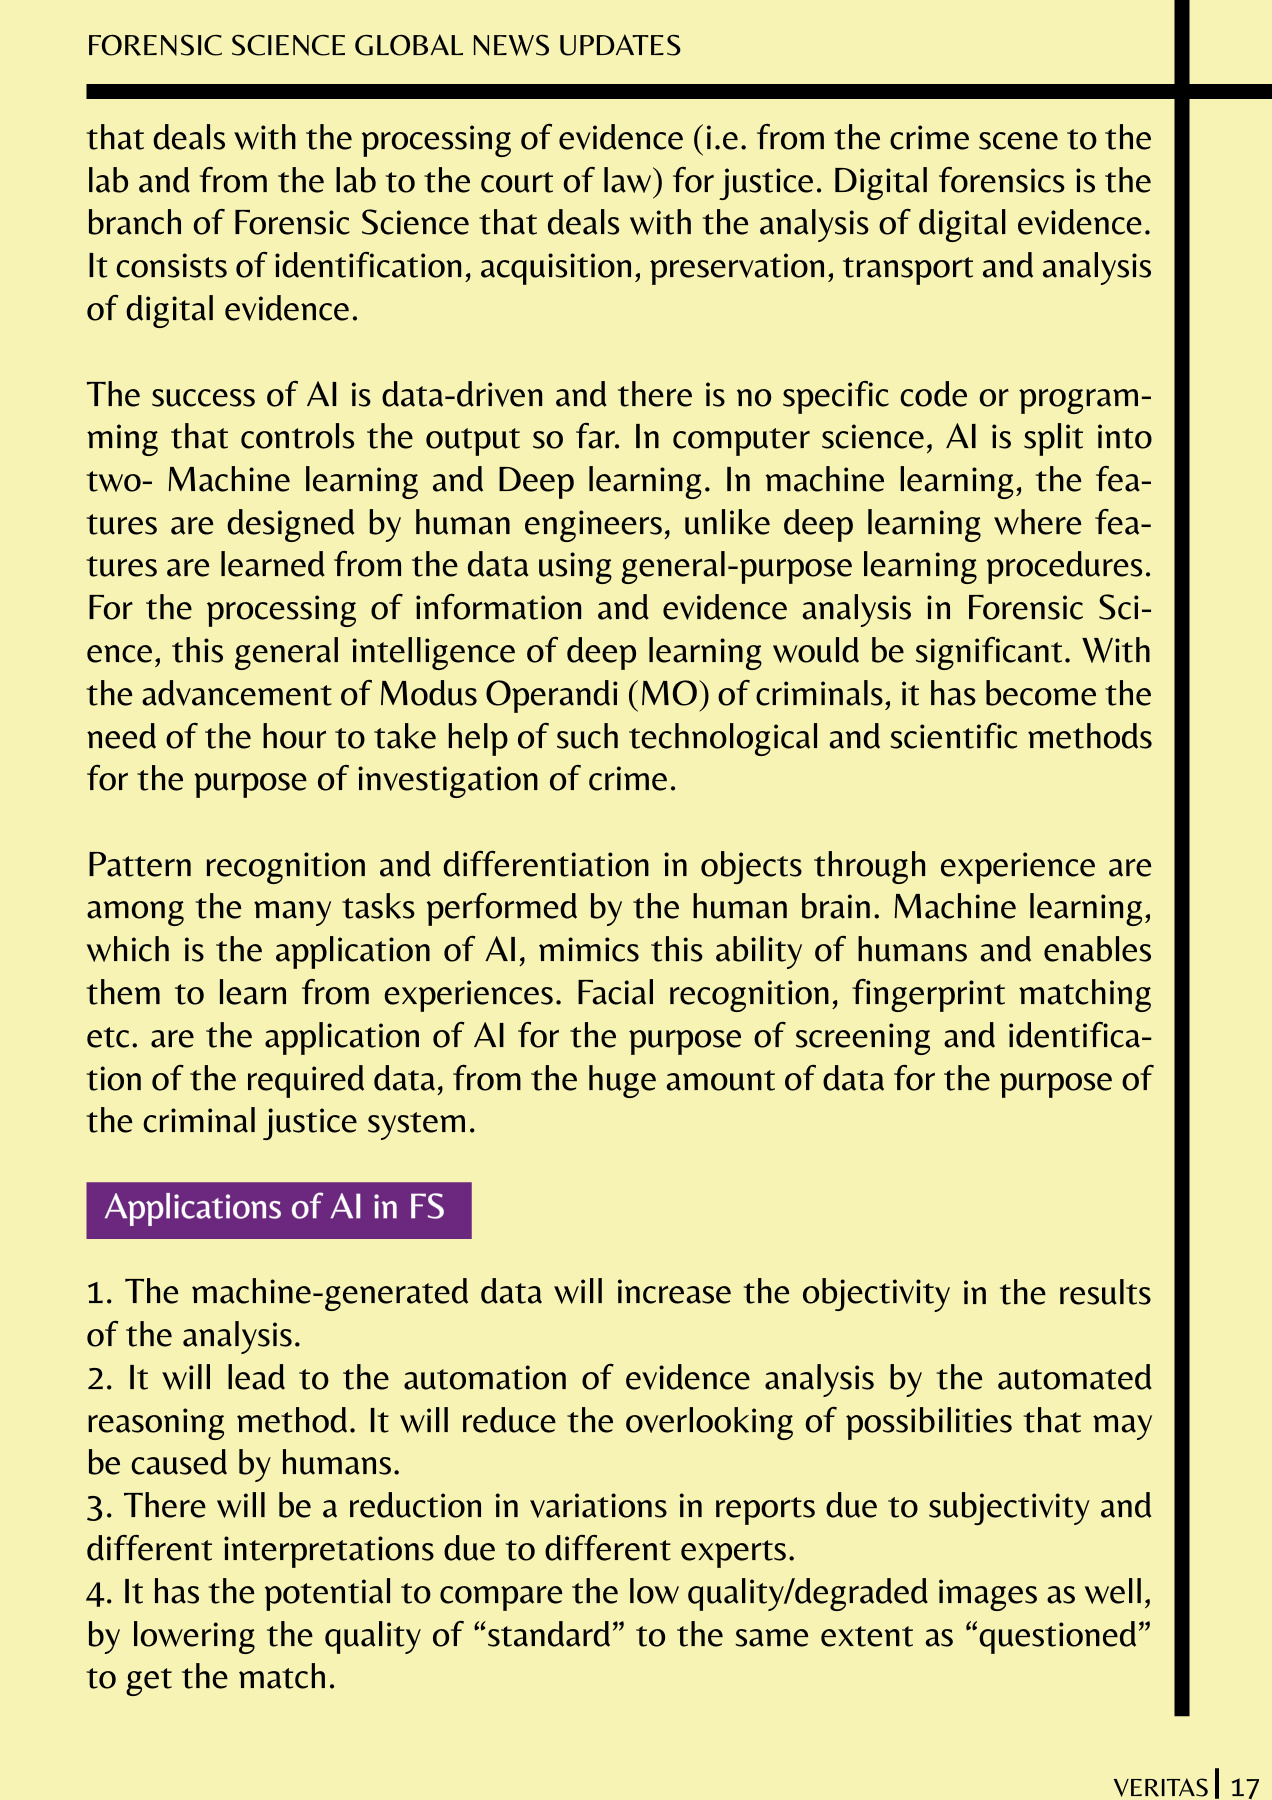 FORENSIC SCIENCE GLOBAL NEWS UPDATES
that deals with the processing of evidence (i.e. from the crime scene to the
lab and from the lab to the court of law) for justice. Digital forensics is the
branch of Forensic Science that deals with the analysis of digital evidence.
It consists of identification, acquisition, preservation, transport and analysis
of digital evidence.
The success of AI is data-driven and there is no specific code or program-
ming that controls the output so far. In computer science, AI is split into
two- Machine learning and Deep learning. In machine learning, the fea-
tures are designed by human engineers, unlike deep learning where fea-
tures are learned from the data using general-purpose learning procedures.
For the processing of information and evidence analysis in Forensic Sci-
ence, this general intelligence of deep learning would be significant. With
the advancement of Modus Operandi (MO) of criminals, it has become the
need of the hour to take help of such technological and scientific methods
for the purpose of investigation of crime.
Pattern recognition and differentiation in objects through experience are
among the many tasks performed by the human brain. Machine learning,
which is the application of AI, mimics this ability of humans and enables
them to learn from experiences. Facial recognition, fingerprint matching
etc. are the application of AI for the purpose of screening and identifica-
tion of the required data, from the huge amount of data for the purpose of
the criminal justice system.
Applications of AI in FS
1. The machine-generated data will increase the objectivity in the results
of the analysis.
2. It will lead to the automation of evidence analysis by the automated
reasoning method. It will reduce the overlooking of possibilities that may
be caused by humans.
3. There will be a reduction in variations in reports due to subjectivity and
different interpretations due to different experts.
4. It has the potential to compare the low quality/degraded images as well,
by lowering the quality of “standard” to the same extent as “questioned”
to get the match.
VERITAS | 17